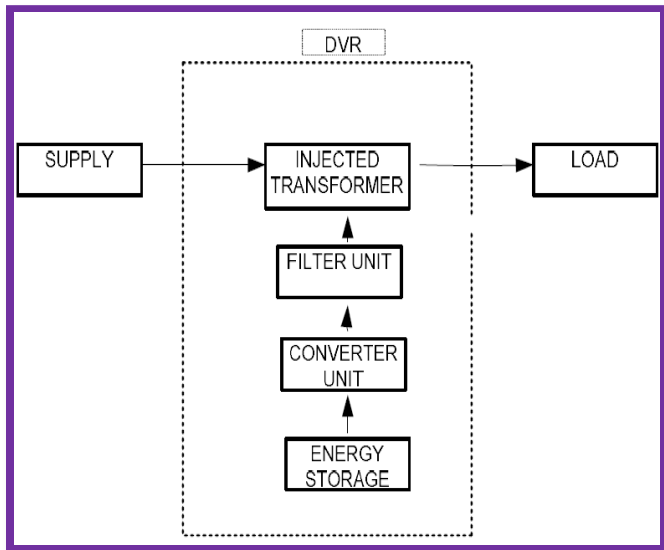 DVR
SUPPLY
INJECTED
TRANSFORMER
LOAD
FILTER UNIT
CONVERTER
UNIT
ENERGY
STORAGE